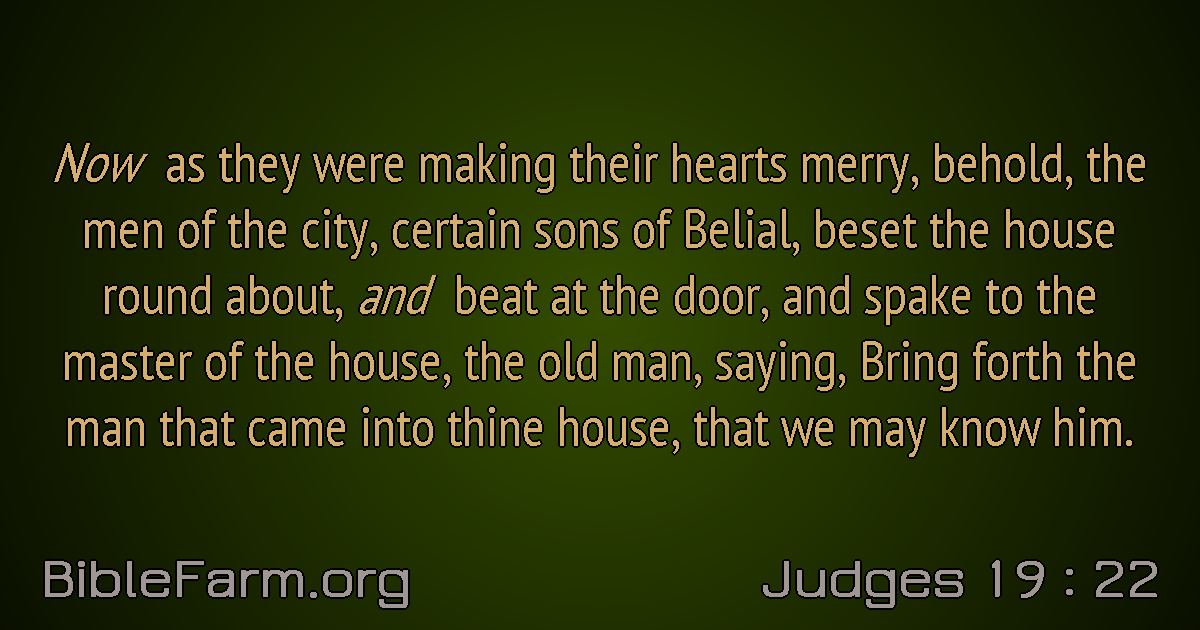 Now as they were making their hearts merry, behold, the
men of the city, certain sons of Belial, beset the house
round about, and beat at the door, and spake to the
master of the house, the old man, saying, Bring forth the
man that came into thine house, that we may know him.
BibleFarm.org
Judges 19 : 22